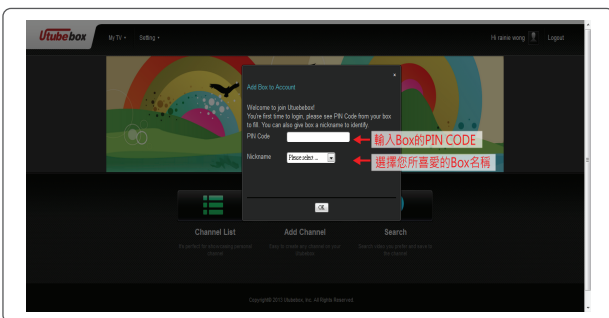 Utubebox
My TV
Setting
Hi rainie wong
Logout
Add Box to Account
Welcome to join Utuebebox!
You're first time to login, please see PIN Code from your box
to fill. You can also give box a nickname to identify.
PIN Code
輸入Box的PIN CODE
Nickname
Please select ...
選擇您所喜愛的Box名稱
OK
Channel List
Add Channel
Search
Copyright© 2013 Utubebox, Inc. All Rights Reserved